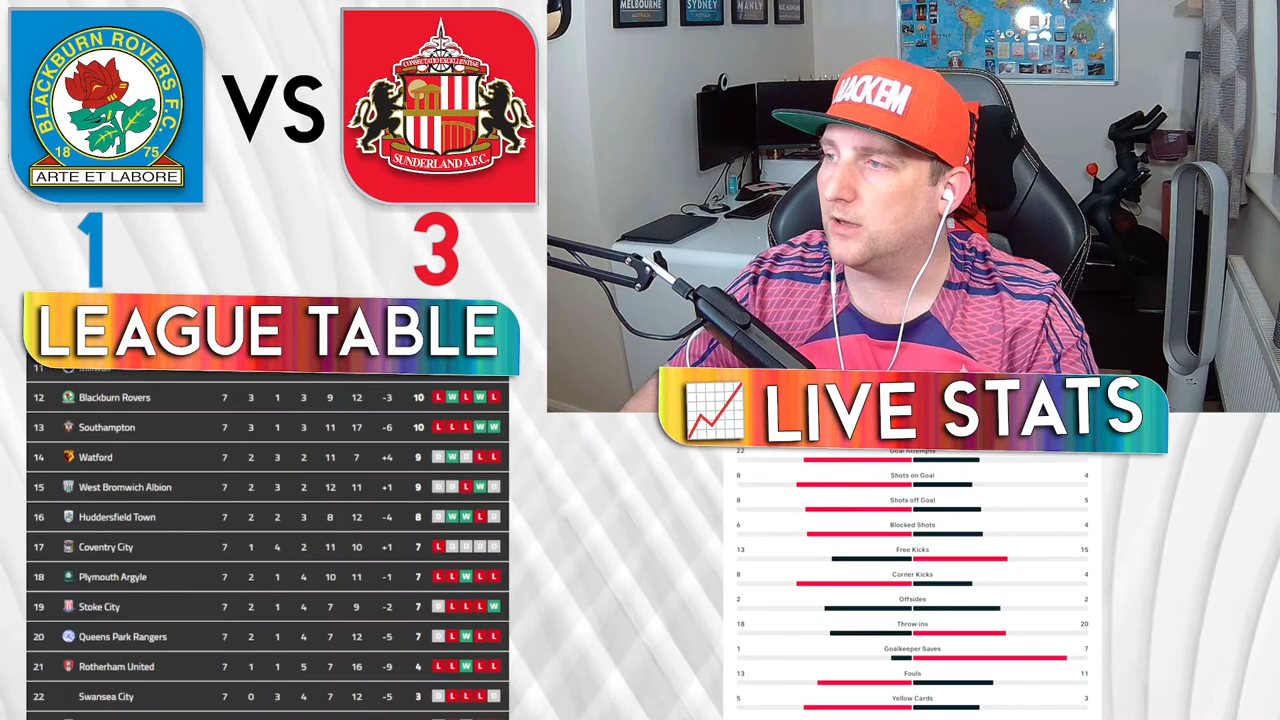 BLACKBURN ROVERS F.C.
18 75
ARTE ET LABORE
VS
CONSECTATIO EXCELLENTIAE
SUNDERLAND A.F.C.
1 3
MELBOURNE
SYDNEY
MANLY
HACKEM
LEAGUE TABLE
11 Millwall
12 Blackburn Rovers 7 3 1 3 9 12 -3 10 L W L W L
13 Southampton 7 3 1 3 11 17 -6 10 L L L W W
14 Watford 7 2 3 2 11 7 +4 9 D W D L L
15 West Bromwich Albion 7 2 3 2 12 11 +1 9 D D L W D
16 Huddersfield Town 7 2 2 3 8 12 -4 8 D W W L D
17 Coventry City 7 1 4 2 11 10 +1 7 L D D D D
18 Plymouth Argyle 7 2 1 4 10 11 -1 7 L L W L L
19 Stoke City 7 2 1 4 7 9 -2 7 D L L L W
20 Queens Park Rangers 7 2 1 4 7 12 -5 7 D L W L L
21 Rotherham United 7 1 1 5 7 16 -9 4 L L W L L
22 Swansea City 7 0 3 4 7 12 -5 3 D L L L D
LIVE STATS
22 Goal Attempts
8 Shots on Goal 4
8 Shots off Goal 5
6 Blocked Shots 4
13 Free Kicks 15
8 Corner Kicks 4
2 Offsides 2
18 Throw-ins 20
1 Goalkeeper Saves 7
13 Fouls 11
5 Yellow Cards 3